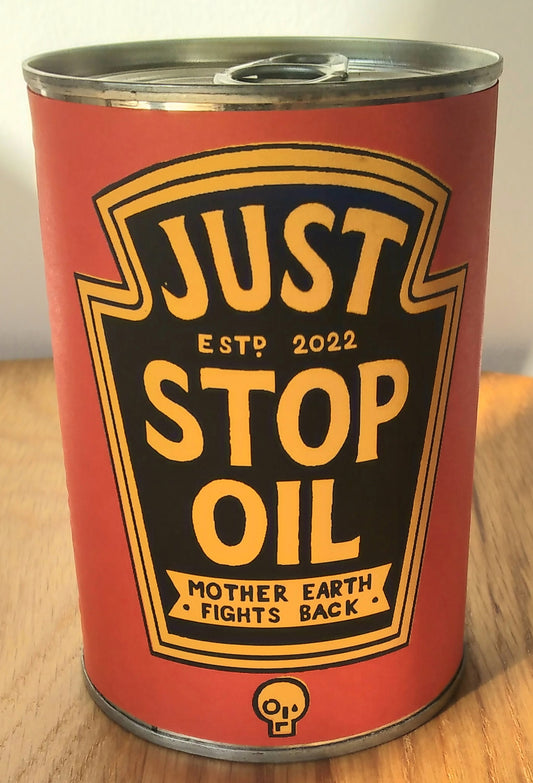 JUST
ESTD 2022
STOP
OIL
MOTHER EARTH
• FIGHTS BACK •